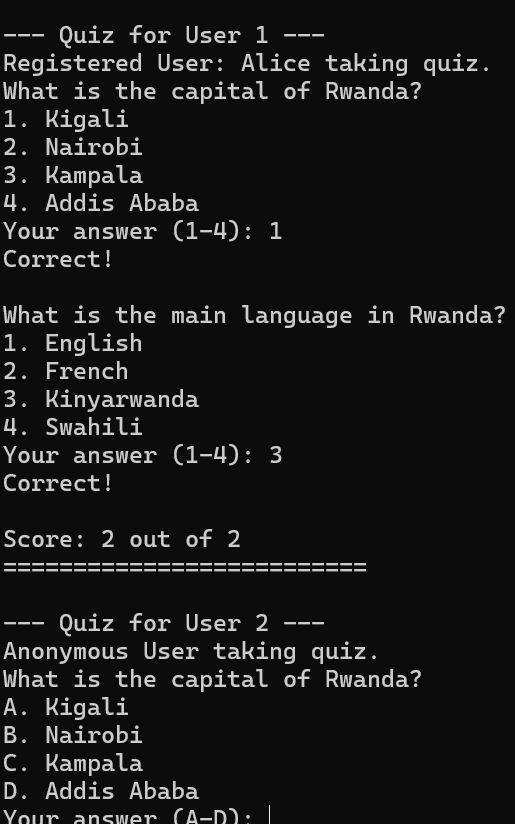 --- Quiz for User 1 ---
Registered User: Alice taking quiz.
What is the capital of Rwanda?
1. Kigali
2. Nairobi
3. Kampala
4. Addis Ababa
Your answer (1-4): 1
Correct!
What is the main language in Rwanda?
1. English
2. French
3. Kinyarwanda
4. Swahili
Your answer (1-4): 3
Correct!
Score: 2 out of 2
==========================
--- Quiz for User 2 ---
Anonymous User taking quiz.
What is the capital of Rwanda?
A. Kigali
B. Nairobi
C. Kampala
D. Addis Ababa
Your answer (A-D):